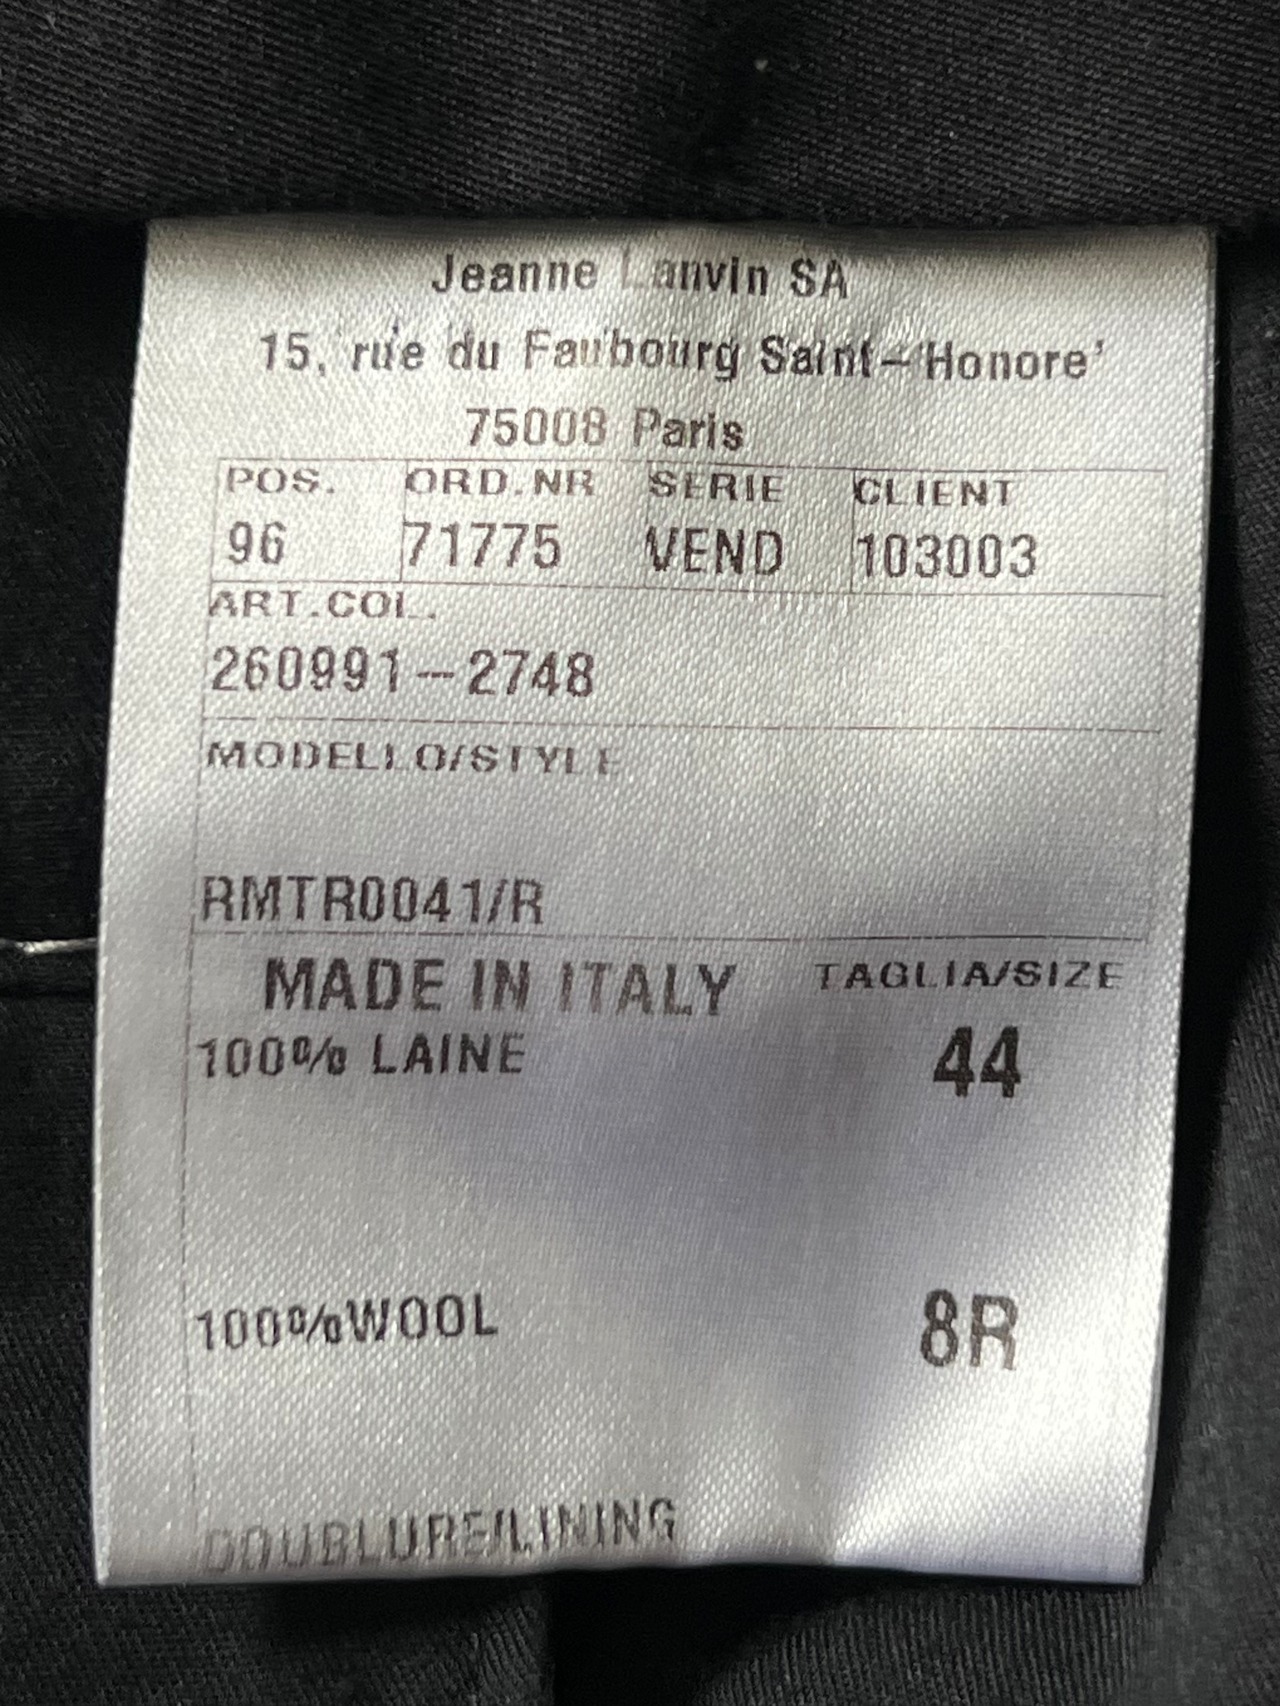 Jeanne Lanvin SA
15, rue du Faubourg Saint-Honore'
75008 Paris
POS. ORD.NR SERIE CLIENT
96 71775 VEND 103003
ART.COL.
260991-2748
MODELLO/STYLE
RMTR0041/R
MADE IN ITALY TAGLIA/SIZE
100% LAINE 44
100%WOOL 8R
DOUBLURE/LINING